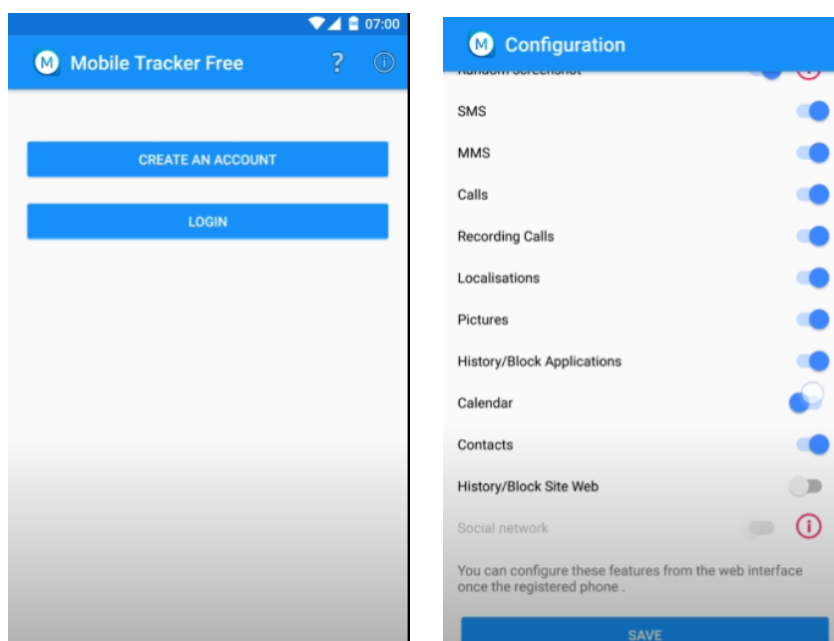 07:00
M Mobile Tracker Free ?
CREATE AN ACCOUNT
LOGIN
M Configuration
Random screenshot
SMS
MMS
Calls
Recording Calls
Localisations
Pictures
History/Block Applications
Calendar
Contacts
History/Block Site Web
Social network
You can configure these features from the web interface
once the registered phone .
SAVE